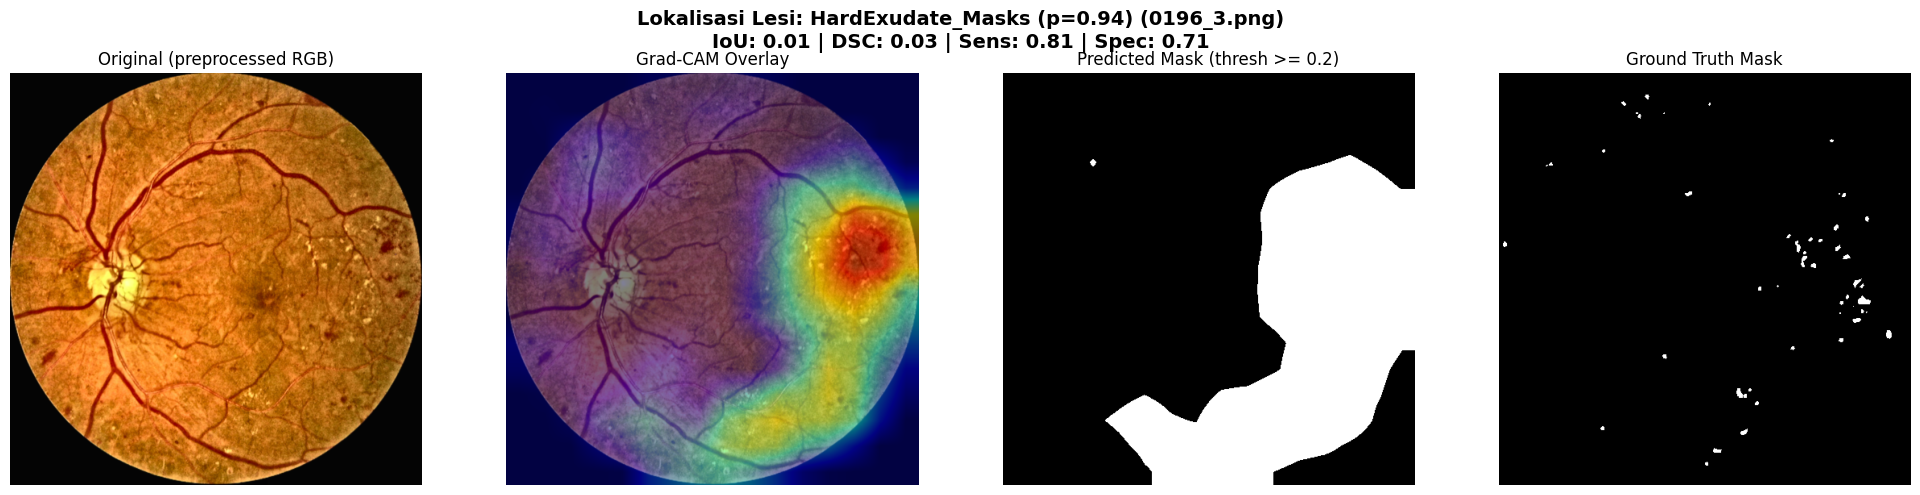 Lokalisasi Lesi: HardExudate_Masks (p=0.94) (0196_3.png)
IoU: 0.01 | DSC: 0.03 | Sens: 0.81 | Spec: 0.71
Original (preprocessed RGB)
Grad-CAM Overlay
Predicted Mask (thresh >= 0.2)
Ground Truth Mask